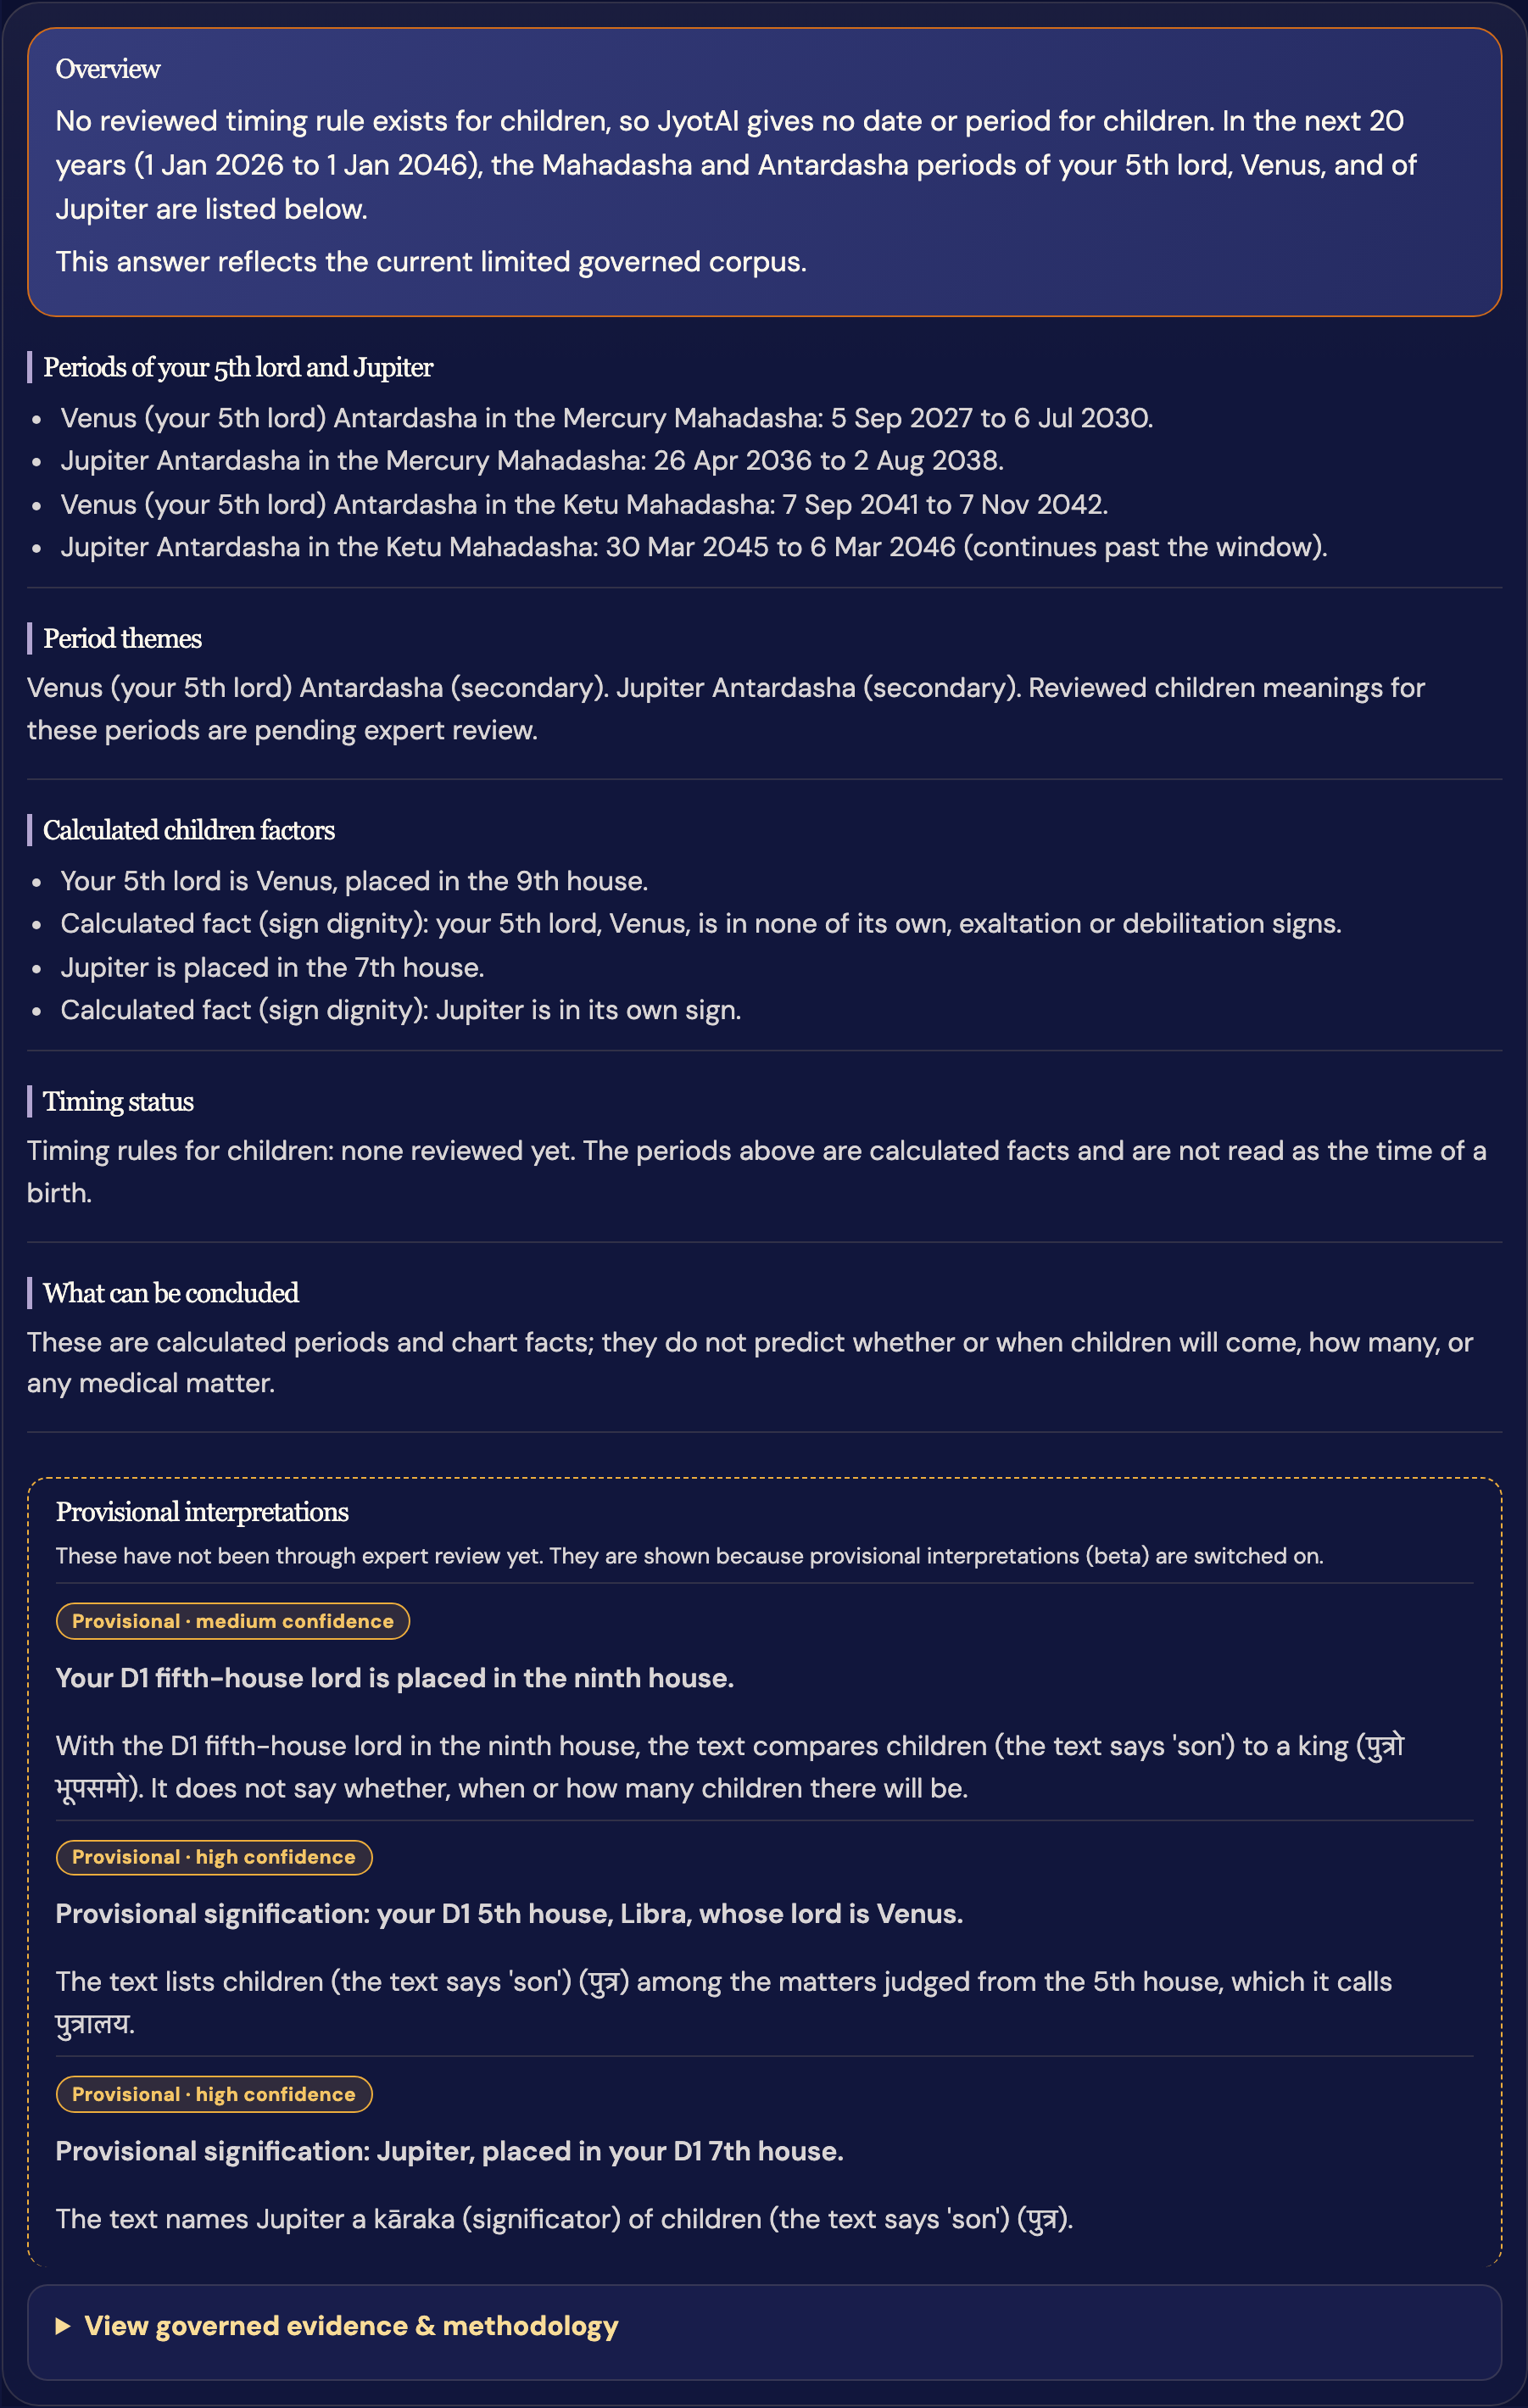 Overview
No reviewed timing rule exists for children, so JyotAI gives no date or period for children. In the next 20
years (1 Jan 2026 to 1 Jan 2046), the Mahadasha and Antardasha periods of your 5th lord, Venus, and of
Jupiter are listed below.
This answer reflects the current limited governed corpus.
Periods of your 5th lord and Jupiter
• Venus (your 5th lord) Antardasha in the Mercury Mahadasha: 5 Sep 2027 to 6 Jul 2030.
• Jupiter Antardasha in the Mercury Mahadasha: 26 Apr 2036 to 2 Aug 2038.
• Venus (your 5th lord) Antardasha in the Ketu Mahadasha: 7 Sep 2041 to 7 Nov 2042.
• Jupiter Antardasha in the Ketu Mahadasha: 30 Mar 2045 to 6 Mar 2046 (continues past the window).
Period themes
Venus (your 5th lord) Antardasha (secondary). Jupiter Antardasha (secondary). Reviewed children meanings for
these periods are pending expert review.
Calculated children factors
• Your 5th lord is Venus, placed in the 9th house.
• Calculated fact (sign dignity): your 5th lord, Venus, is in none of its own, exaltation or debilitation signs.
• Jupiter is placed in the 7th house.
• Calculated fact (sign dignity): Jupiter is in its own sign.
Timing status
Timing rules for children: none reviewed yet. The periods above are calculated facts and are not read as the time of a
birth.
What can be concluded
These are calculated periods and chart facts; they do not predict whether or when children will come, how many, or
any medical matter.
Provisional interpretations
These have not been through expert review yet. They are shown because provisional interpretations (beta) are switched on.
Provisional · medium confidence
Your D1 fifth-house lord is placed in the ninth house.
With the D1 fifth-house lord in the ninth house, the text compares children (the text says 'son') to a king (पुत्रो
भूपसमो). It does not say whether, when or how many children there will be.
Provisional · high confidence
Provisional signification: your D1 5th house, Libra, whose lord is Venus.
The text lists children (the text says 'son') (पुत्र) among the matters judged from the 5th house, which it calls
पुत्रालय.
Provisional · high confidence
Provisional signification: Jupiter, placed in your D1 7th house.
The text names Jupiter a kāraka (significator) of children (the text says 'son') (पुत्र).
▶ View governed evidence & methodology